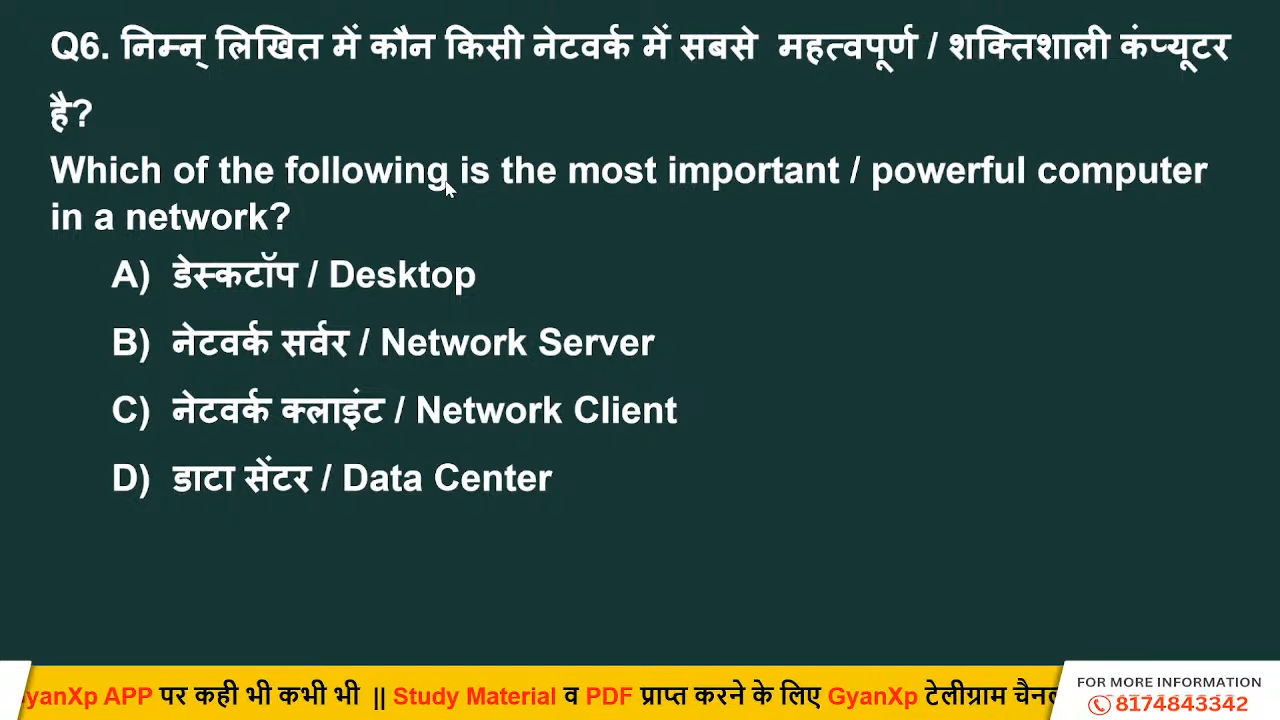 Q6. निम्न् लिखित में कौन किसी नेटवर्क में सबसे महत्वपूर्ण / शक्तिशाली कंप्यूटर
है?
Which of the following is the most important / powerful computer
in a network?
A) डेस्कटॉप / Desktop
B) नेटवर्क सर्वर / Network Server
C) नेटवर्क क्लाइंट / Network Client
D) डाटा सेंटर / Data Center
yanXp APP पर कही भी कभी भी || Study Material व PDF प्राप्त करने के लिए GyanXp टेलीग्राम चैनल
FOR MORE INFORMATION
8174843342